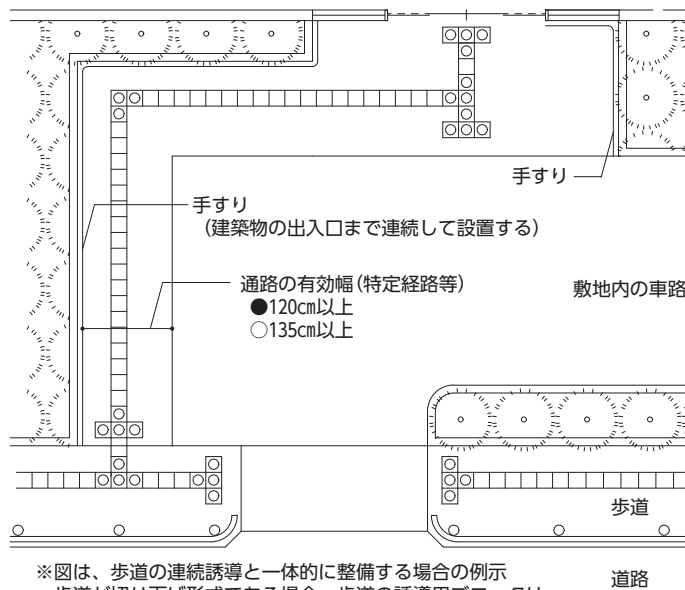 手すり
手すり
(建築物の出入口まで連続して設置する)
通路の有効幅(特定経路等)
●120㎝以上
○135㎝以上
敷地内の車路
歩道
※図は、歩道の連続誘導と一体的に整備する場合の例示
道路